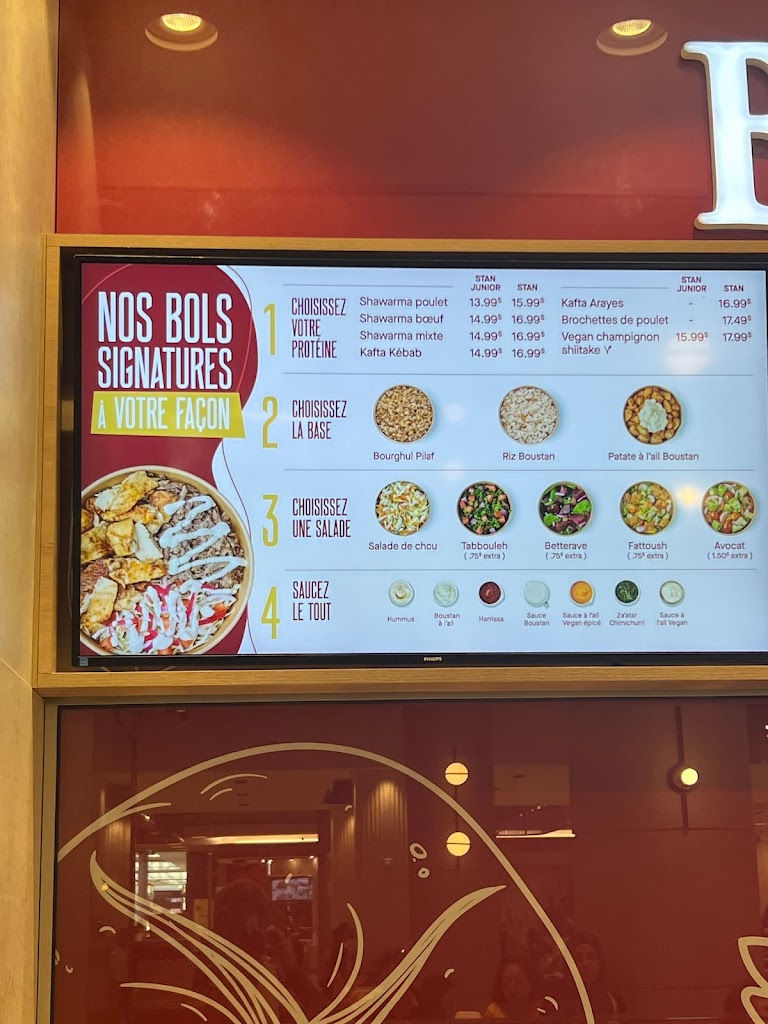 B
NOS BOLS
SIGNATURES
À VOTRE FAÇON
1 CHOISISSEZ
VOTRE
PROTÉINE
STAN
JUNIOR STAN
Shawarma poulet 13.99$ 15.99$
Shawarma bœuf 14.99$ 16.99$
Shawarma mixte 14.99$ 16.99$
Kafta Kébab 14.99$ 16.99$
STAN
JUNIOR STAN
Kafta Arayes - 16.99$
Brochettes de poulet - 17.49$
Vegan champignon 15.99$ 17.99$
shiitake V
2 CHOISISSEZ
LA BASE
Bourghul Pilaf
Riz Boustan
Patate à l'ail Boustan
3 CHOISISSEZ
UNE SALADE
Salade de chou
Tabbouleh
(.75$ extra)
Betterave
(.75$ extra)
Fattoush
(.75$ extra)
Avocat
(1.50$ extra)
4 SAUCEZ
LE TOUT
Hummus
Boustan
à l'ail
Harrissa
Sauce
Boustan
Sauce à l'ail
Vegan épicé
Za'atar
Chimichurri
Sauce à
l'ail Vegan
PHILIPS